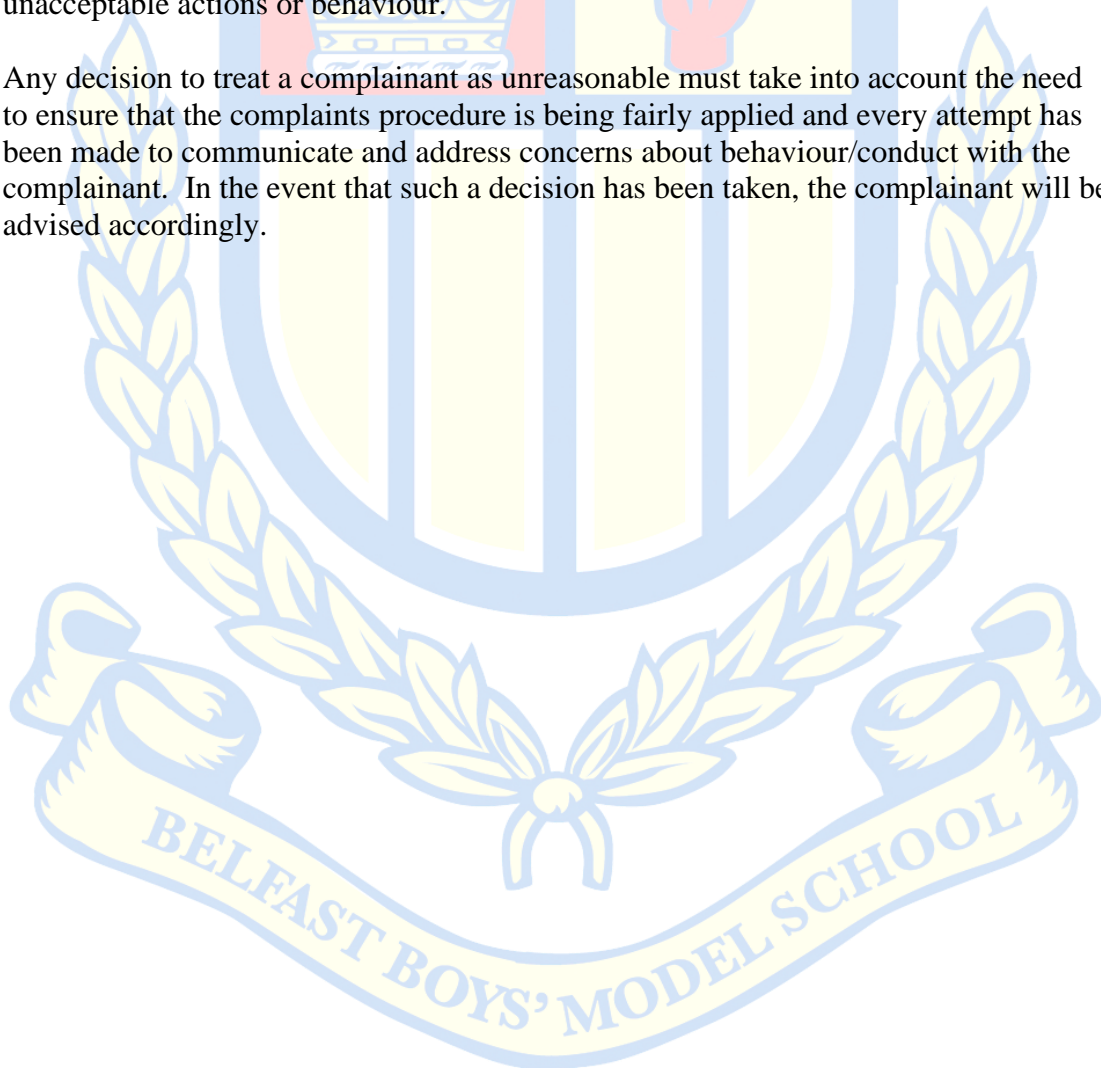 unacceptable actions or behaviour.
Any decision to treat a complainant as unreasonable must take into account the need
to ensure that the complaints procedure is being fairly applied and every attempt has
been made to communicate and address concerns about behaviour/conduct with the
complainant. In the event that such a decision has been taken, the complainant will be
advised accordingly.
BELFAST BOYS' MODEL SCHOOL